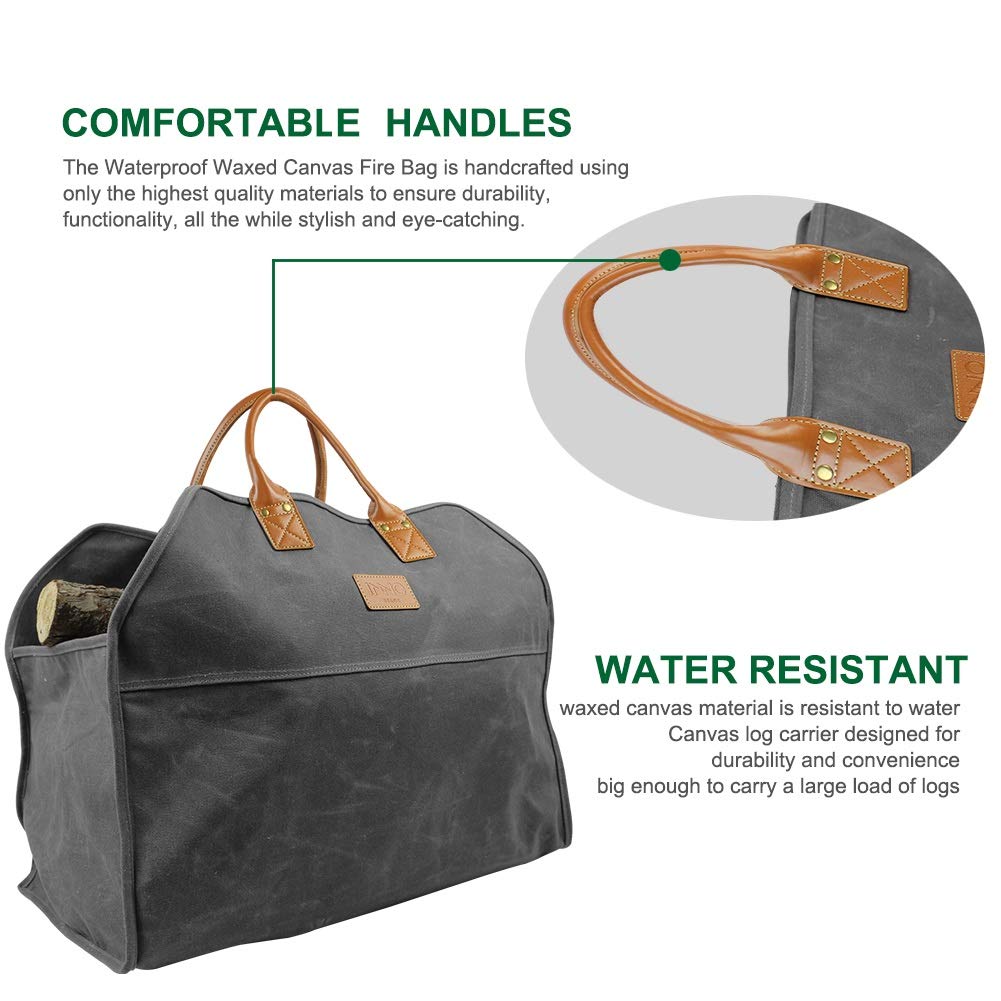 COMFORTABLE HANDLES
The Waterproof Waxed Canvas Fire Bag is handcrafted using
only the highest quality materials to ensure durability,
functionality, all the while stylish and eye-catching.
INNO
WATER RESISTANT
waxed canvas material is resistant to water
Canvas log carrier designed for
durability and convenience
big enough to carry a large load of logs